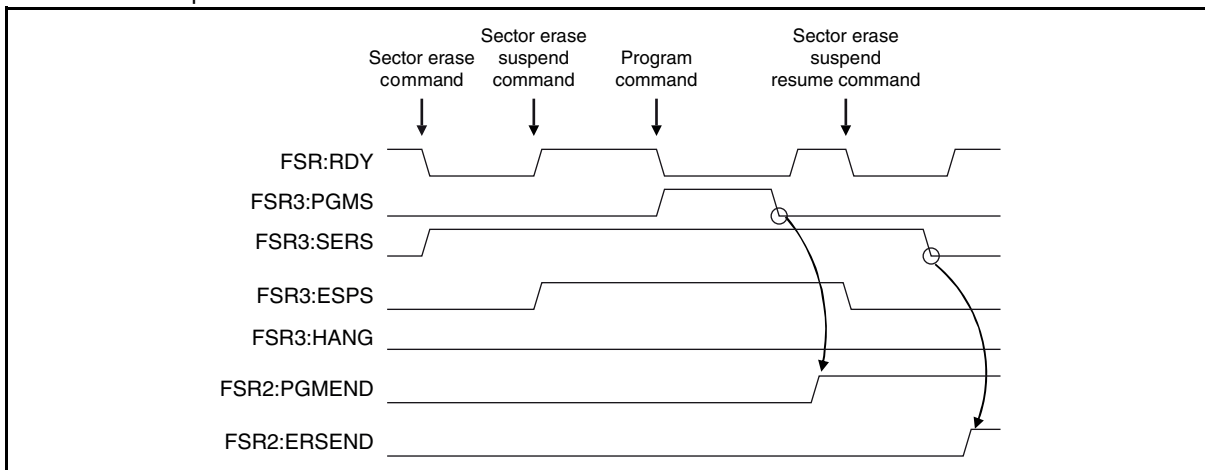 Sector erase
command
Sector erase
suspend
command
Program
command
Sector erase
suspend
resume command
FSR:RDY
FSR3:PGMS
FSR3:SERS
FSR3:ESPS
FSR3:HANG
FSR2:PGMEND
FSR2:ERSEND